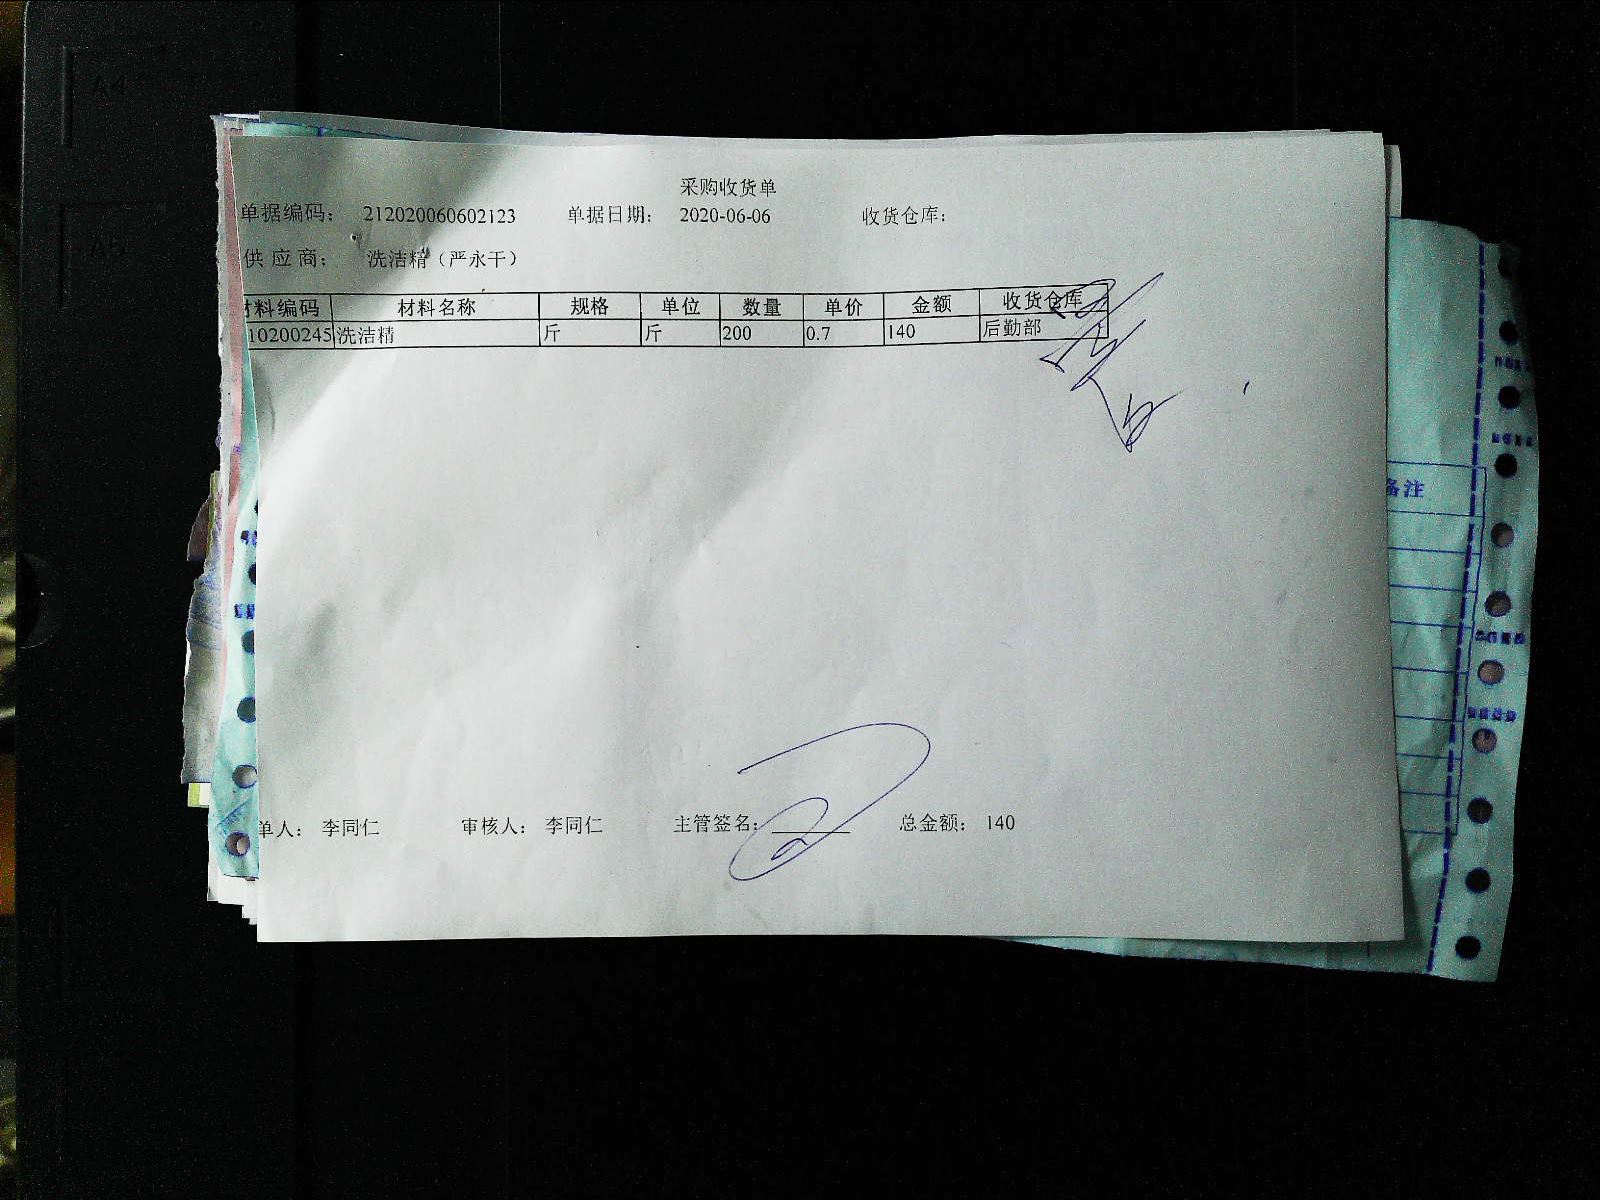 采购收货单
单据编码： 212020060602123 单据日期： 2020-06-06 收货仓库：
供 应 商： 洗洁精（严永干）
材料编码 材料名称 规格 单位 数量 单价 金额 收货仓库
10200245 洗洁精 斤 斤 200 0.7 140 后勤部
单人： 李同仁 审核人： 李同仁 主管签名： 总金额： 140
备注
A4
A5